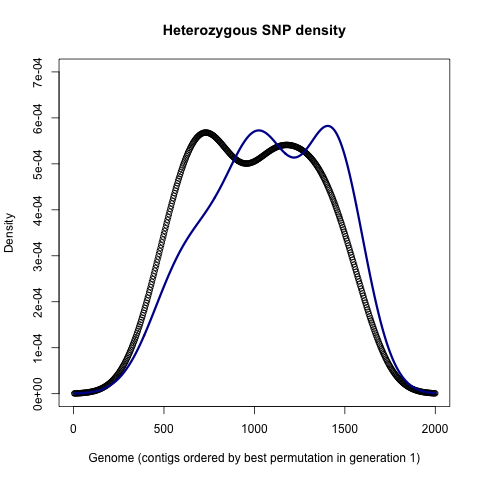 Heterozygous SNP density
7e-04
6e-04
5e-04
4e-04
3e-04
2e-04
1e-04
0e+00
Density
0 500 1000 1500 2000
Genome (contigs ordered by best permutation in generation 1)